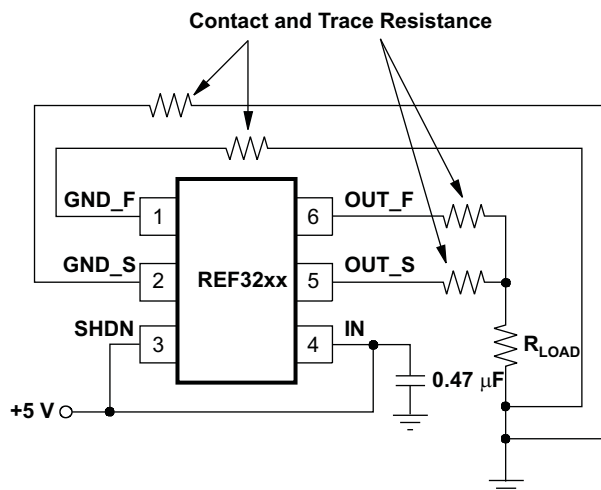 Contact and Trace Resistance
GND_F
1
6
OUT_F
GND_S
2
REF32xx
5
OUT_S
SHDN
3
4
IN
RLOAD
0.47 μF
+5 V